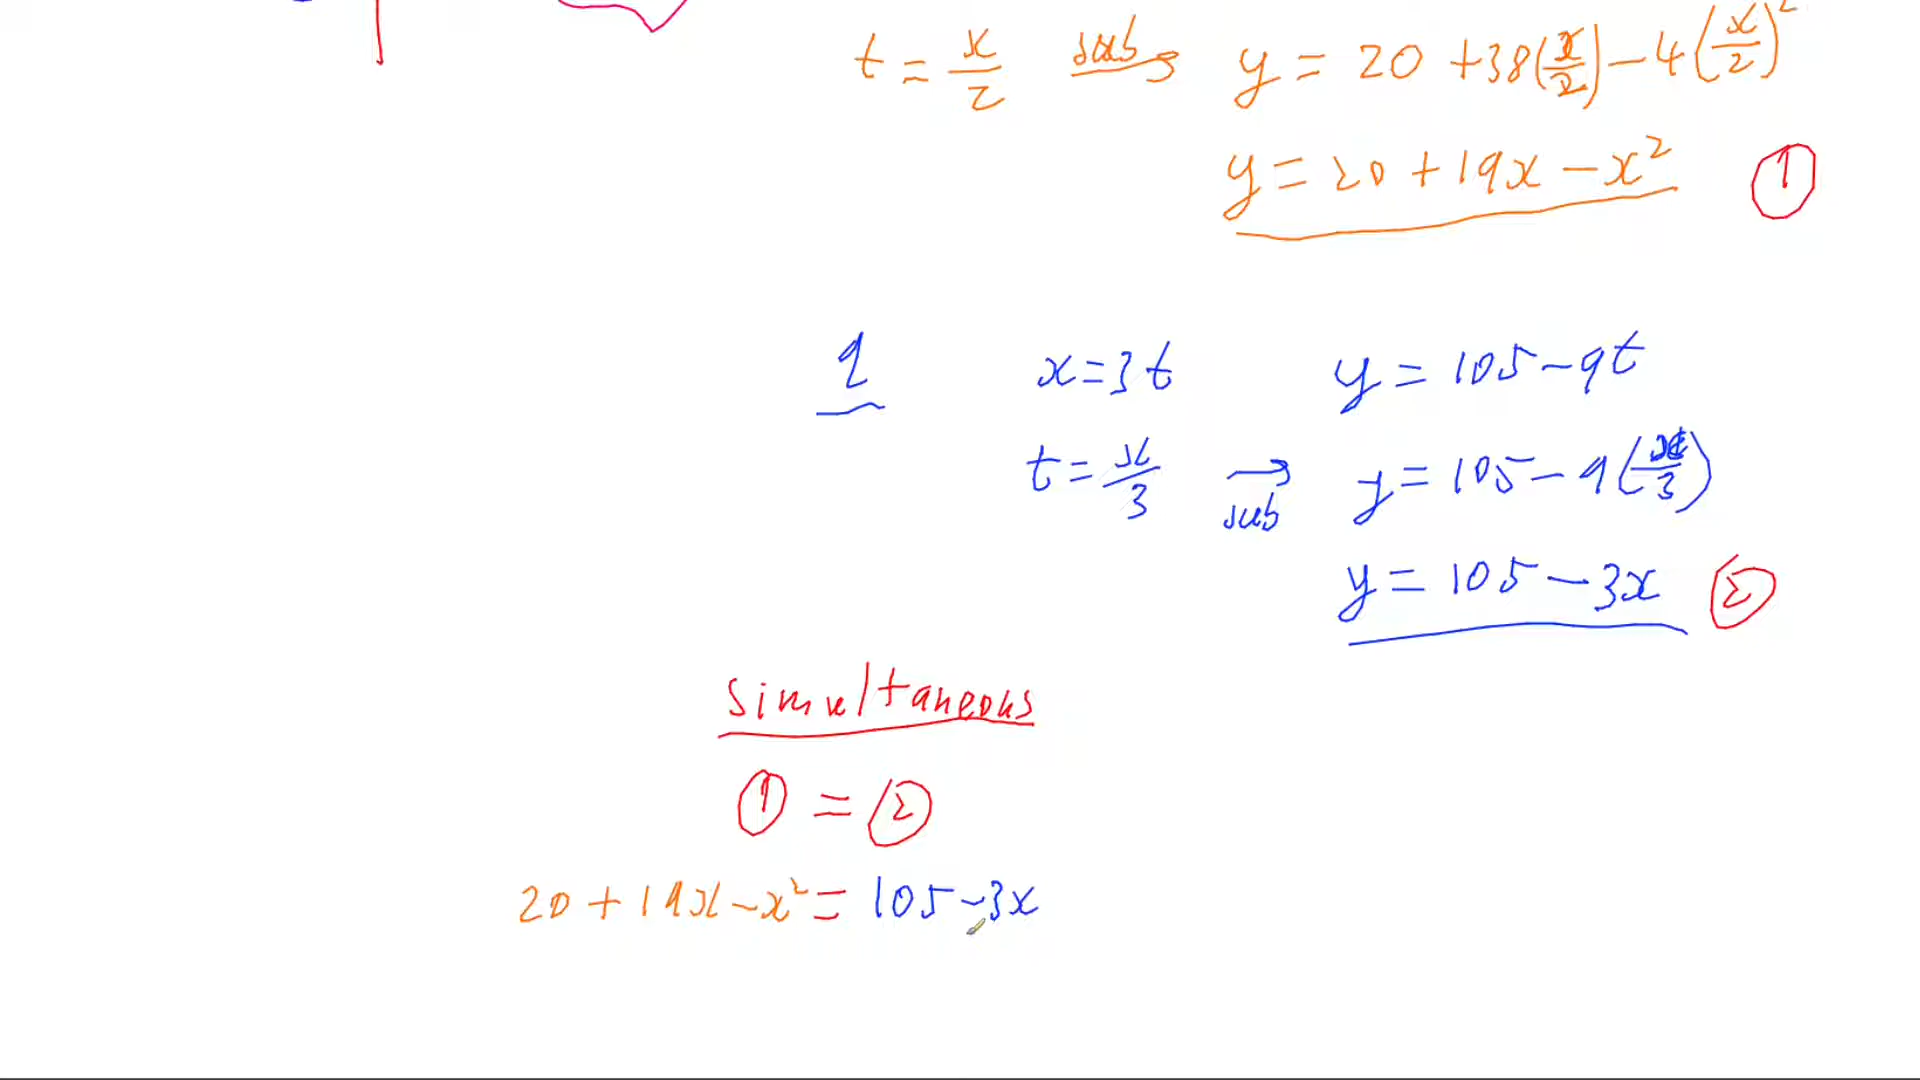 t = x/2 sub → y = 20 + 38(x/2) - 4(x/2)²
y = 20 + 19x - x² ①
q x = 3t y = 105 - 9t
t = x/3 → sub y = 105 - 9(x/3)
y = 105 - 3x ②
simultaneous
① = ②
20 + 19x - x² = 105 - 3x